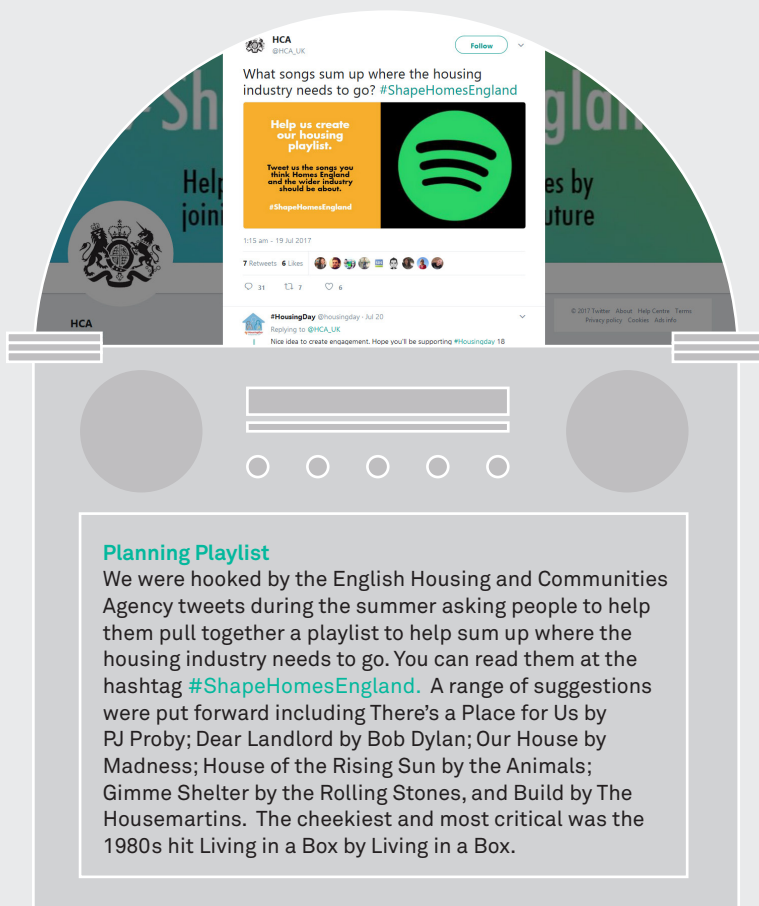 HCA
@HCA_UK
Follow
What songs sum up where the housing
industry needs to go? #ShapeHomesEngland
Help us create
our housing
playlist.
Tweet us the songs you
think Homes England
and the wider industry
should be about.
#ShapeHomesEngland
1:15 am - 19 Jul 2017
7 Retweets 6 Likes
31 7 6
#HousingDay @housingday · Jul 20
Replying to @HCA_UK
Nice idea to create engagement. Hope you'll be supporting #Housingday 18
Sh
glan
Help
es by
joini
uture
HCA
© 2017 Twitter About Help Centre Terms
Privacy policy Cookies Ads info
Planning Playlist
We were hooked by the English Housing and Communities
Agency tweets during the summer asking people to help
them pull together a playlist to help sum up where the
housing industry needs to go. You can read them at the
hashtag #ShapeHomesEngland. A range of suggestions
were put forward including There's a Place for Us by
PJ Proby; Dear Landlord by Bob Dylan; Our House by
Madness; House of the Rising Sun by the Animals;
Gimme Shelter by the Rolling Stones, and Build by The
Housemartins. The cheekiest and most critical was the
1980s hit Living in a Box by Living in a Box.